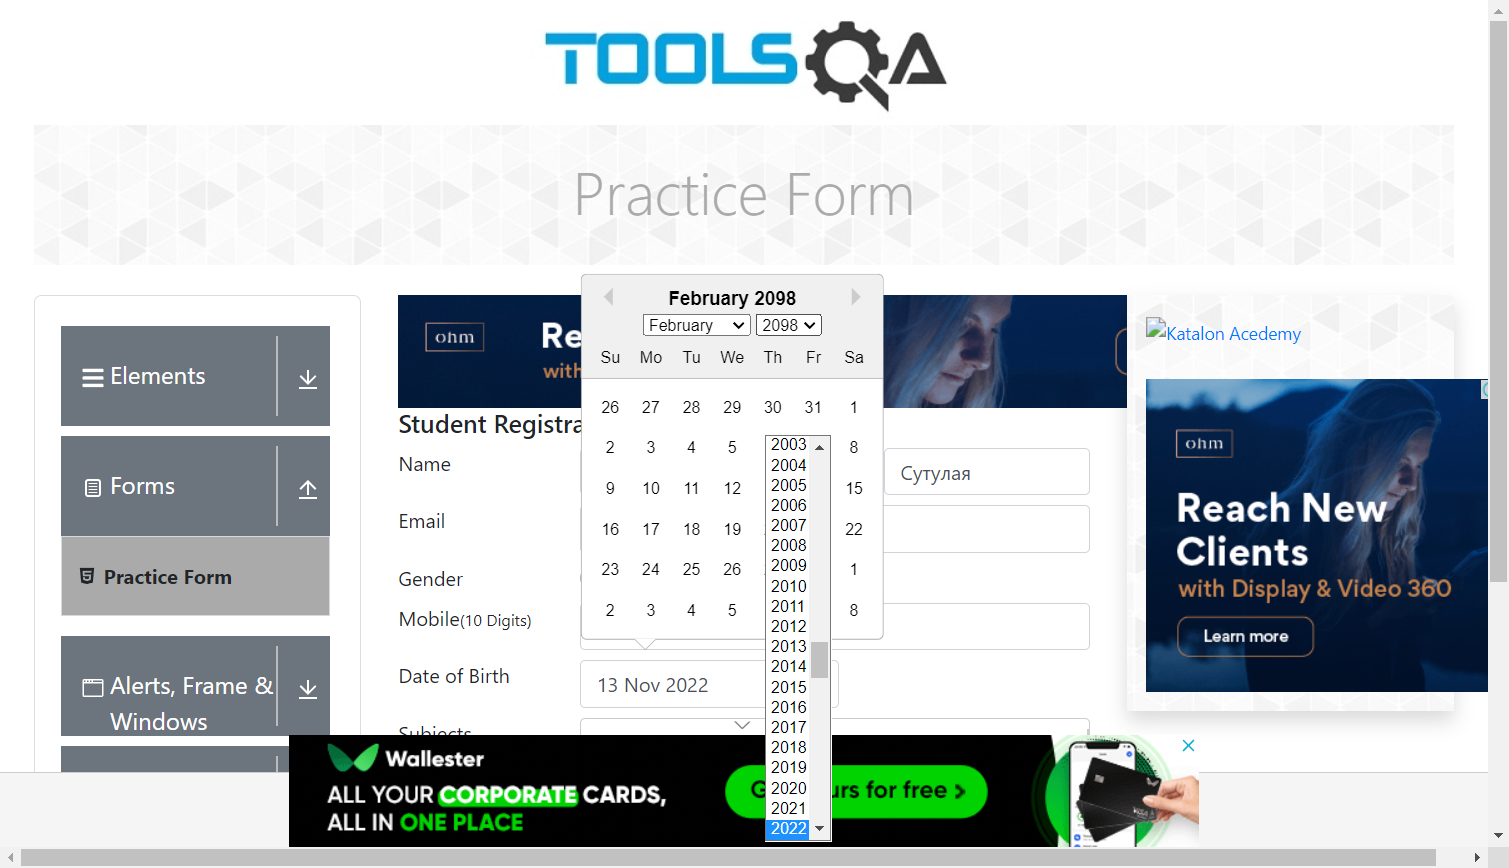 TOOLSQA
Practice Form
Elements
Forms
Practice Form
Alerts, Frame &
Windows
ohm
Re
with
February 2098
February 2098
Su Mo Tu We Th Fr Sa
26 27 28 29 30 31 1
2 3 4 5 8
9 10 11 12 15
16 17 18 19 22
23 24 25 26 1
2 3 4 5 8
2003
2004
2005
2006
2007
2008
2009
2010
2011
2012
2013
2014
2015
2016
2017
2018
2019
2020
2021
2022
Student Registra
Name
Сутулая
Email
Gender
Mobile(10 Digits)
Date of Birth
13 Nov 2022
Subjects
Katalon Acedemy
ohm
Reach New
Clients
with Display & Video 360
Learn more
Wallester
ALL YOUR CORPORATE CARDS,
ALL IN ONE PLACE
G urs for free >